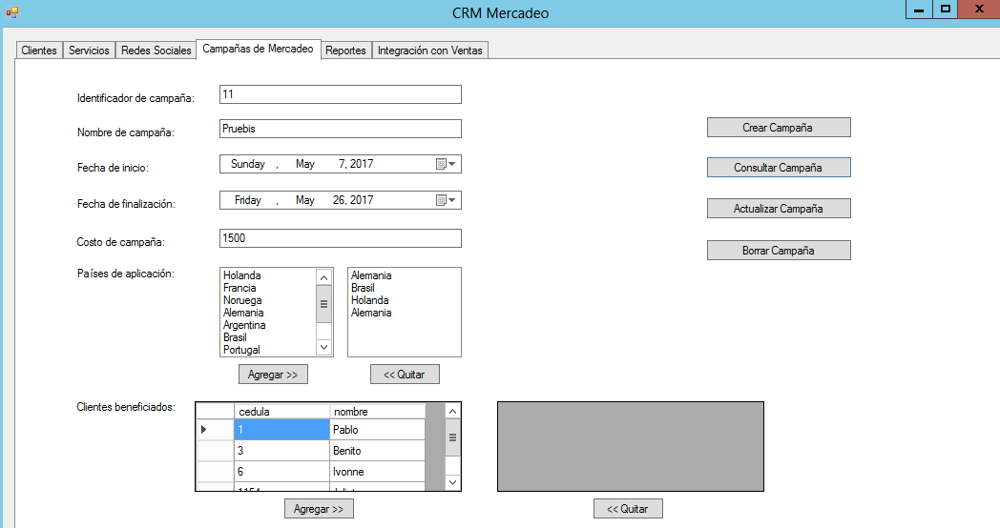 CRM Mercadeo
Clientes Servicios Redes Sociales Campañas de Mercadeo Reportes Integración con Ventas
Identificador de campaña: 11
Nombre de campaña: Pruebis
Crear Campaña
Fecha de inicio: Sunday , May 7, 2017
Consultar Campaña
Fecha de finalización: Friday , May 26, 2017
Actualizar Campaña
Costo de campaña: 1500
Borrar Campaña
Países de aplicación:
Holanda
Francia
Noruega
Alemania
Argentina
Brasil
Portugal
Alemania
Brasil
Holanda
Alemania
Agregar >> << Quitar
Clientes beneficiados:
cedula nombre
1 Pablo
3 Benito
6 Ivonne
Agregar >> << Quitar